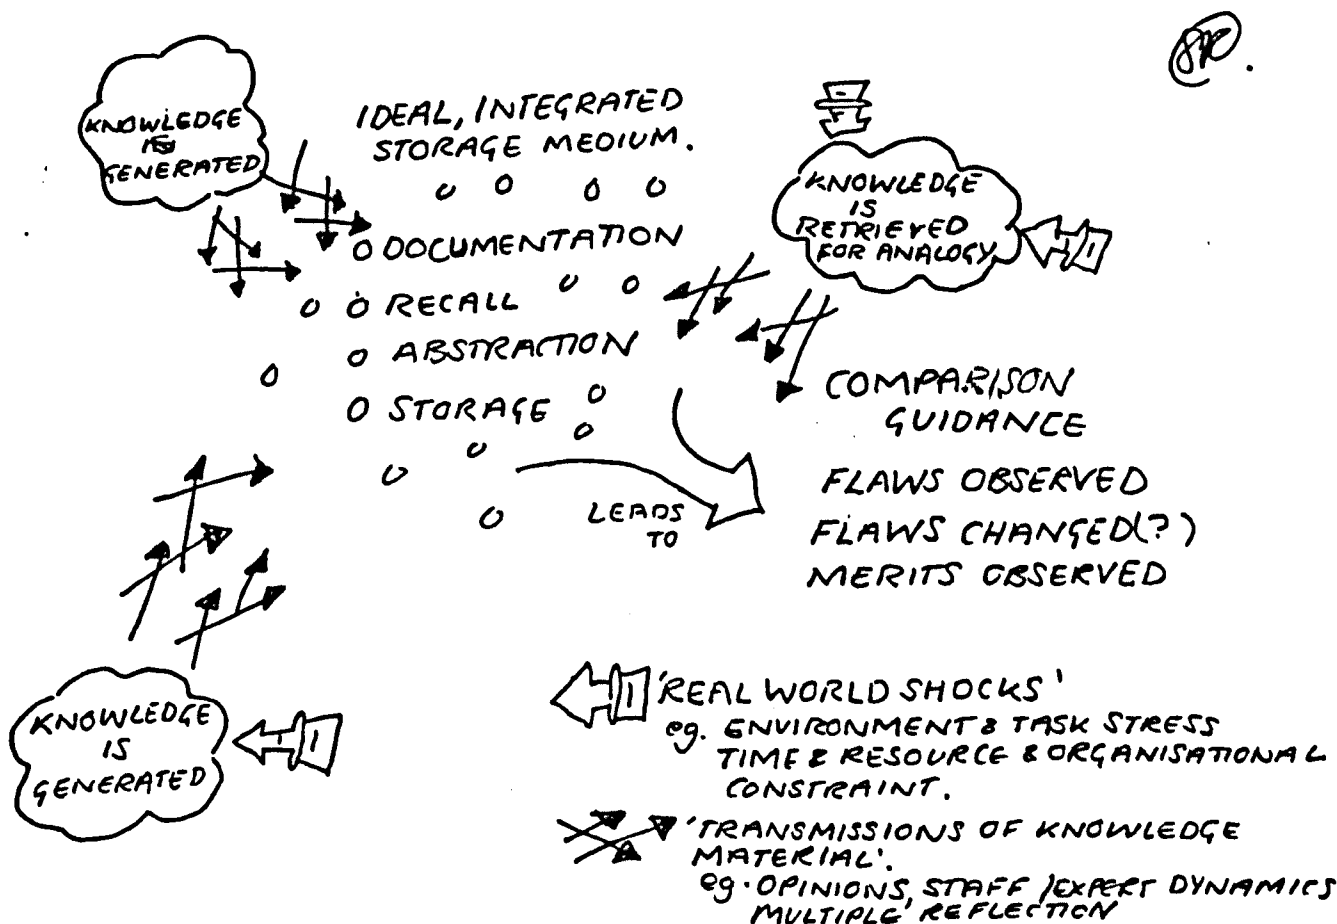 KNOWLEDGE
IS
GENERATED
IDEAL, INTEGRATED
STORAGE MEDIUM.
KNOWLEDGE
IS
RETRIEVED
FOR ANALOGY
DOCUMENTATION
RECALL
ABSTRACTION
STORAGE
COMPARISON
GUIDANCE
LEADS
TO
FLAWS OBSERVED
FLAWS CHANGED(?)
MERITS OBSERVED
KNOWLEDGE
IS
GENERATED
'REAL WORLD SHOCKS'
eg. ENVIRONMENT & TASK STRESS
TIME & RESOURCE & ORGANISATIONAL
CONSTRAINT.
'TRANSMISSIONS OF KNOWLEDGE
MATERIAL'.
eg. OPINIONS, STAFF/EXPERT DYNAMICS
MULTIPLE REFLECTION